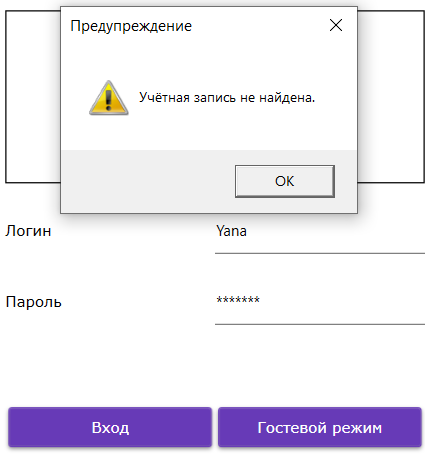 Предупреждение
Учётная запись не найдена.
OK
Логин
Yana
Пароль
*******
Вход
Гостевой режим